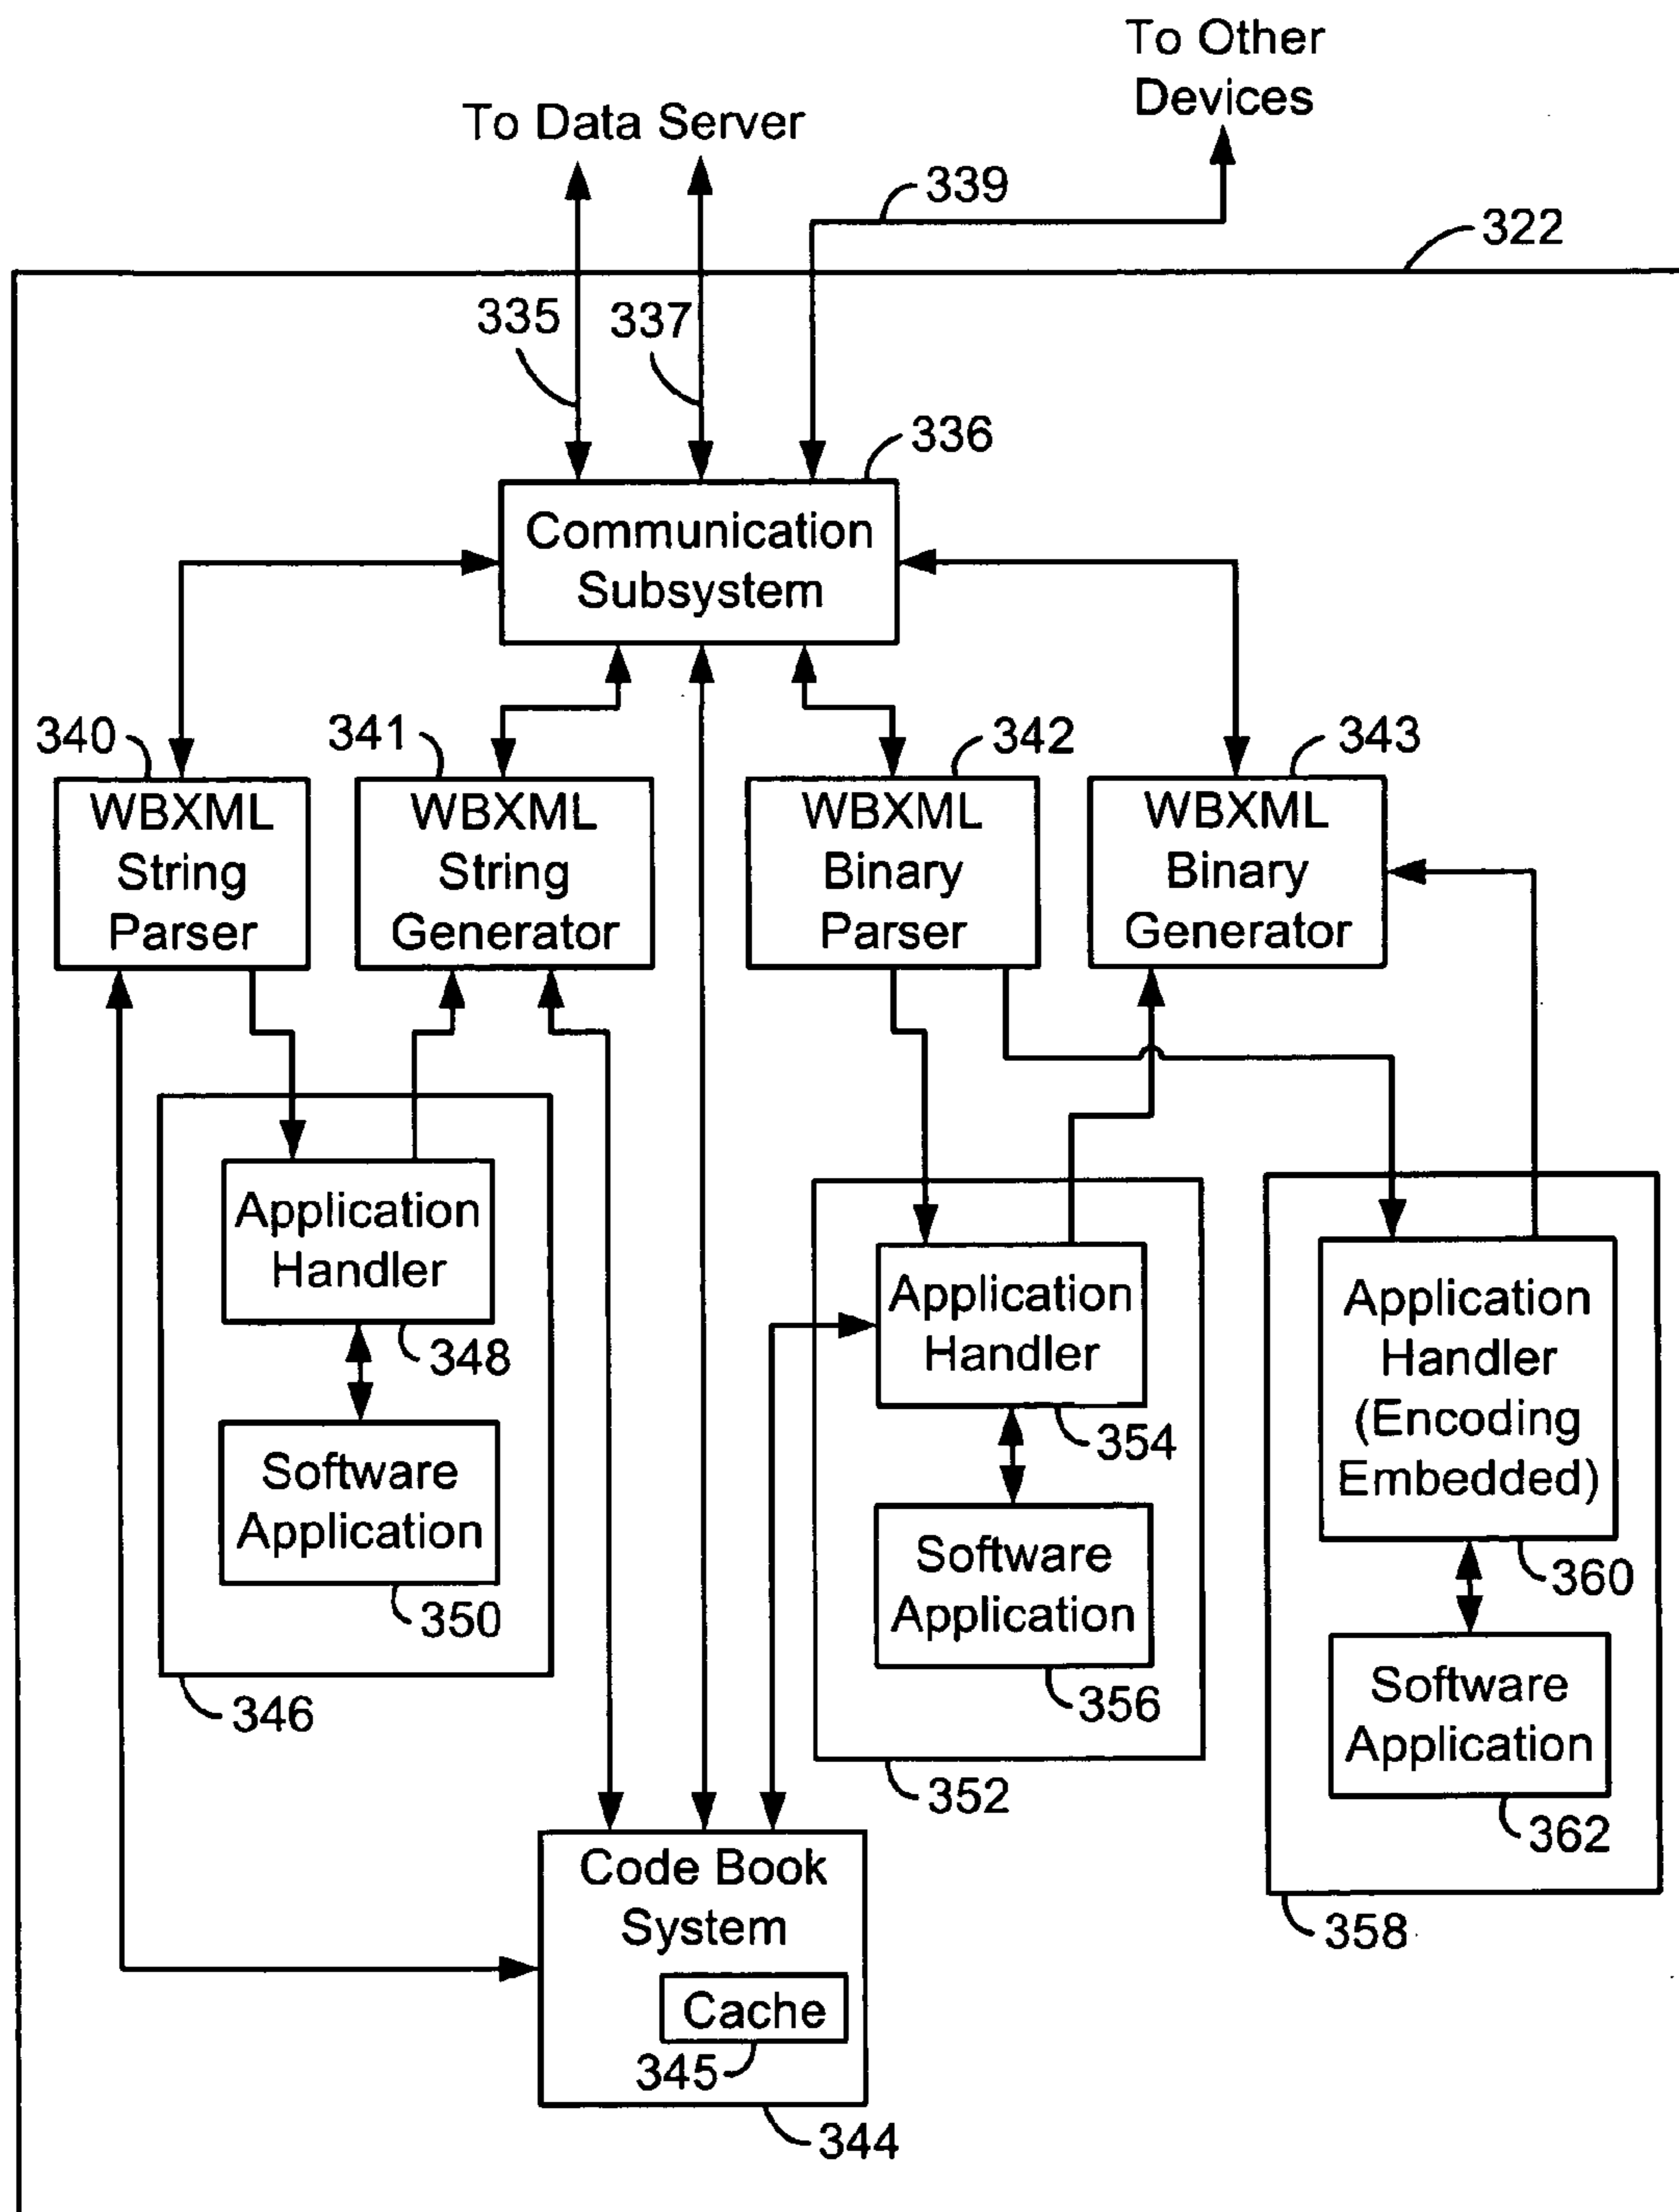 To Other
Devices
To Data Server
339
322
335
337
336
Communication
Subsystem
340
341
342
343
WBXML
String
Parser
WBXML
String
Generator
WBXML
Binary
Parser
WBXML
Binary
Generator
Application
Handler
348
Software
Application
350
346
Application
Handler
354
Software
Application
356
352
Application
Handler
(Encoding
Embedded)
360
Software
Application
362
358
Code Book
System
Cache
345
344